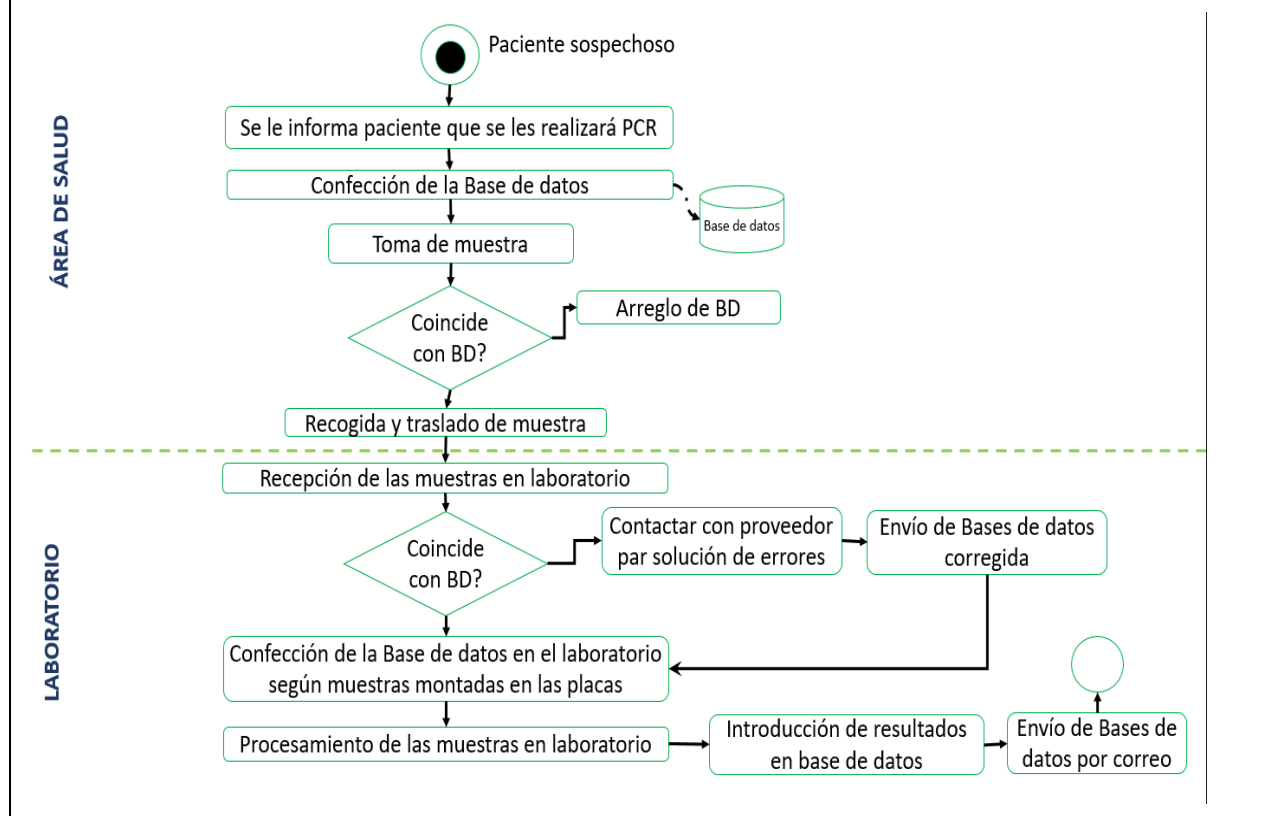 Paciente sospechoso
ÁREA DE SALUD
Se le informa paciente que se les realizará PCR
Confección de la Base de datos
Base de datos
Toma de muestra
Coincide
con BD?
Arreglo de BD
Recogida y traslado de muestra
LABORATORIO
Recepción de las muestras en laboratorio
Coincide
con BD?
Contactar con proveedor
par solución de errores
Envío de Bases de datos
corregida
Confección de la Base de datos en el laboratorio
según muestras montadas en las placas
Procesamiento de las muestras en laboratorio
Introducción de resultados
en base de datos
Envío de Bases de
datos por correo